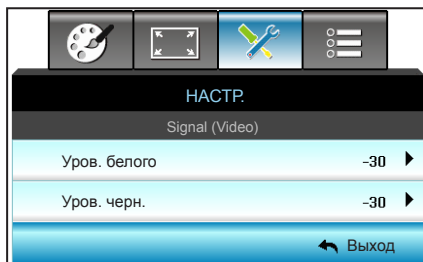 НАСТР.
Signal (Video)
Уров. белого -30
Уров. черн. -30
Выход